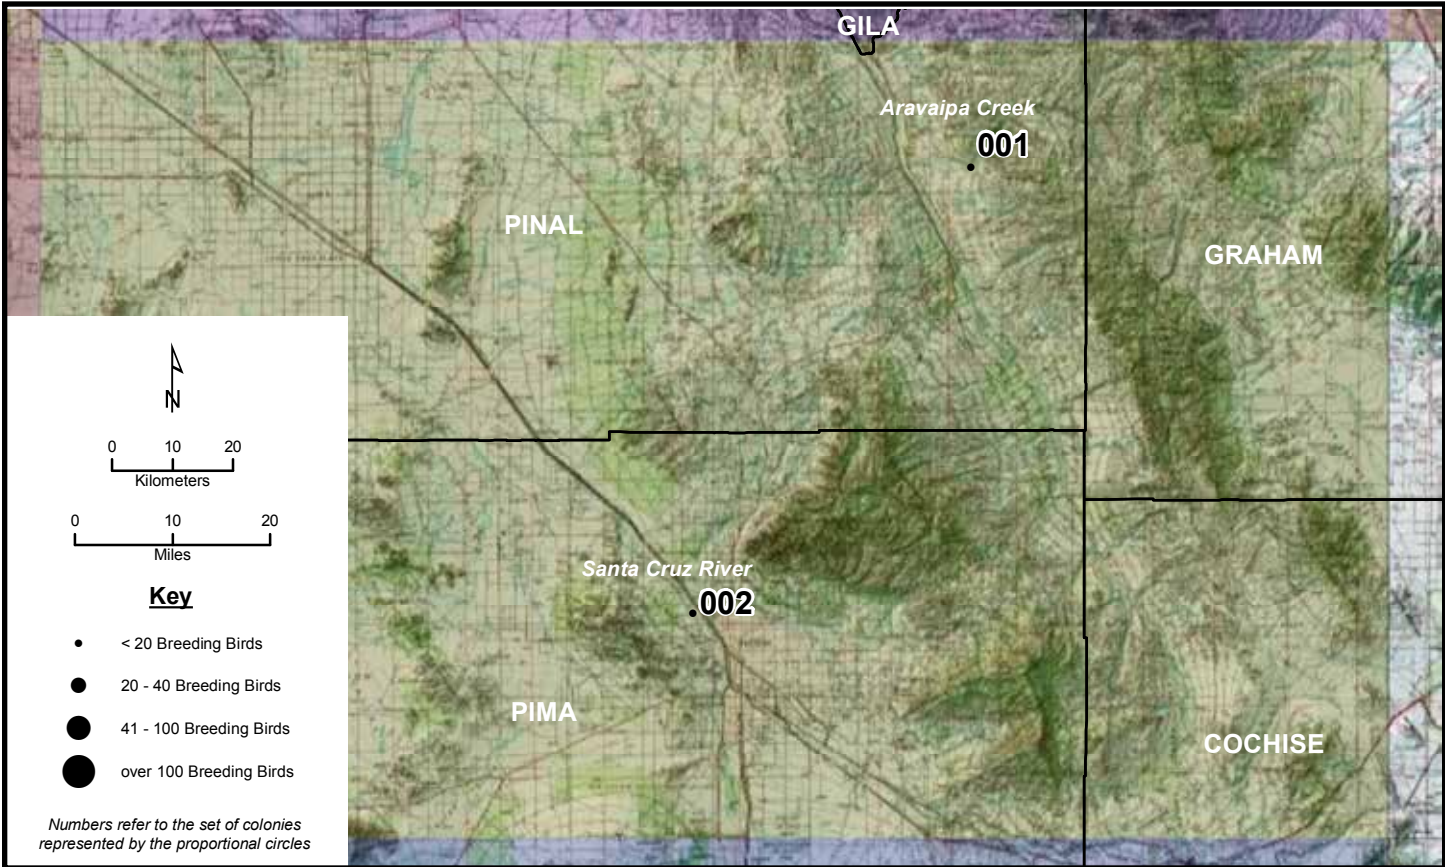 GILA
Aravaipa Creek
001
PINAL
GRAHAM
N
0 10 20
Kilometers
0 10 20
Miles
Santa Cruz River
002
Key
< 20 Breeding Birds
20 - 40 Breeding Birds
41 - 100 Breeding Birds
over 100 Breeding Birds
PIMA
COCHISE
Numbers refer to the set of colonies
represented by the proportional circles